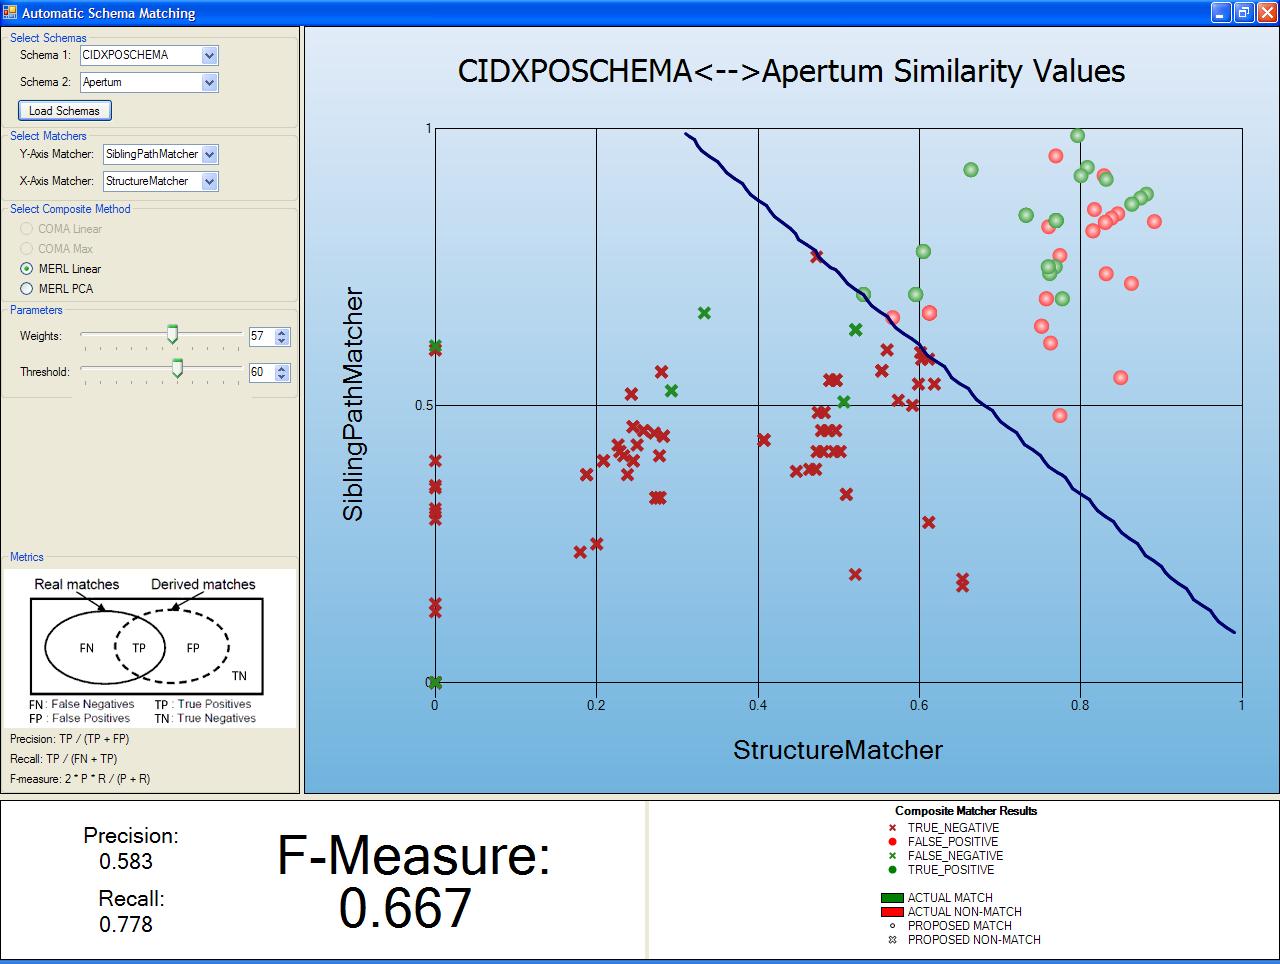 Automatic Schema Matching
Select Schemas
Schema 1: CIDXPOSCHEMA
Schema 2: Apertum
Load Schemas
Select Matchers
Y-Axis Matcher: SiblingPathMatcher
X-Axis Matcher: StructureMatcher
Select Composite Method
COMA Linear
COMA Max
MERL Linear
MERL PCA
Parameters
Weights: 57
Threshold: 60
Metrics
Real matches Derived matches
FN TP FP
TN
FN : False Negatives TP : True Positives
FP : False Positives TN : True Negatives
Precision: TP / (TP + FP)
Recall: TP / (FN + TP)
F-measure: 2 * P * R / (P + R)
CIDXPOSCHEMA<-->Apertum Similarity Values
1
0.5
0
SiblingPathMatcher
0 0.2 0.4 0.6 0.8 1
StructureMatcher
Precision:
0.583
Recall:
0.778
F-Measure:
0.667
Composite Matcher Results
TRUE_NEGATIVE
FALSE_POSITIVE
FALSE_NEGATIVE
TRUE_POSITIVE
ACTUAL MATCH
ACTUAL NON-MATCH
PROPOSED MATCH
PROPOSED NON-MATCH